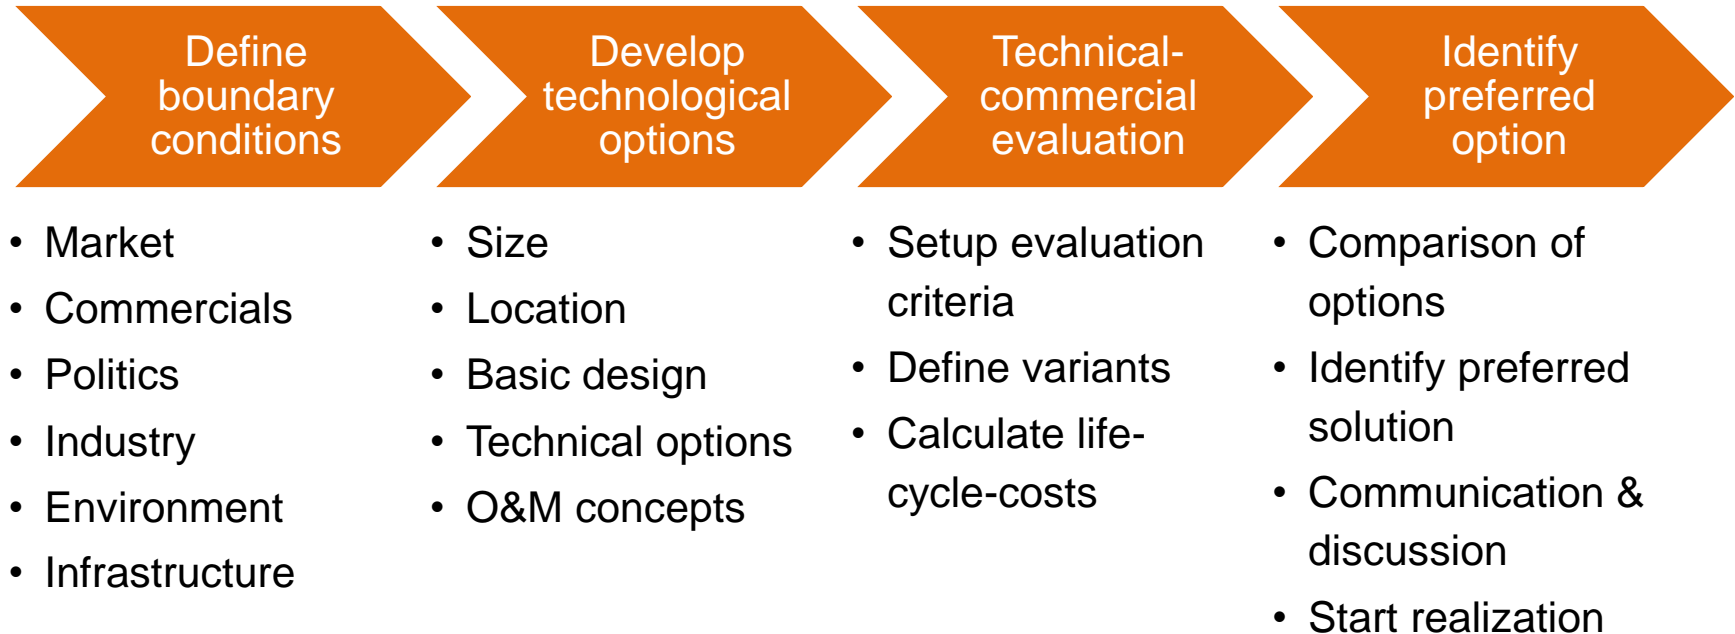 Define
boundary
conditions
Develop
technological
options
Technical-
commercial
evaluation
Identify
preferred
option
• Market
• Commercials
• Politics
• Industry
• Environment
• Infrastructure
• Size
• Location
• Basic design
• Technical options
• O&M concepts
• Setup evaluation
criteria
• Define variants
• Calculate life-
cycle-costs
• Comparison of
options
• Identify preferred
solution
• Communication &
discussion
• Start realization